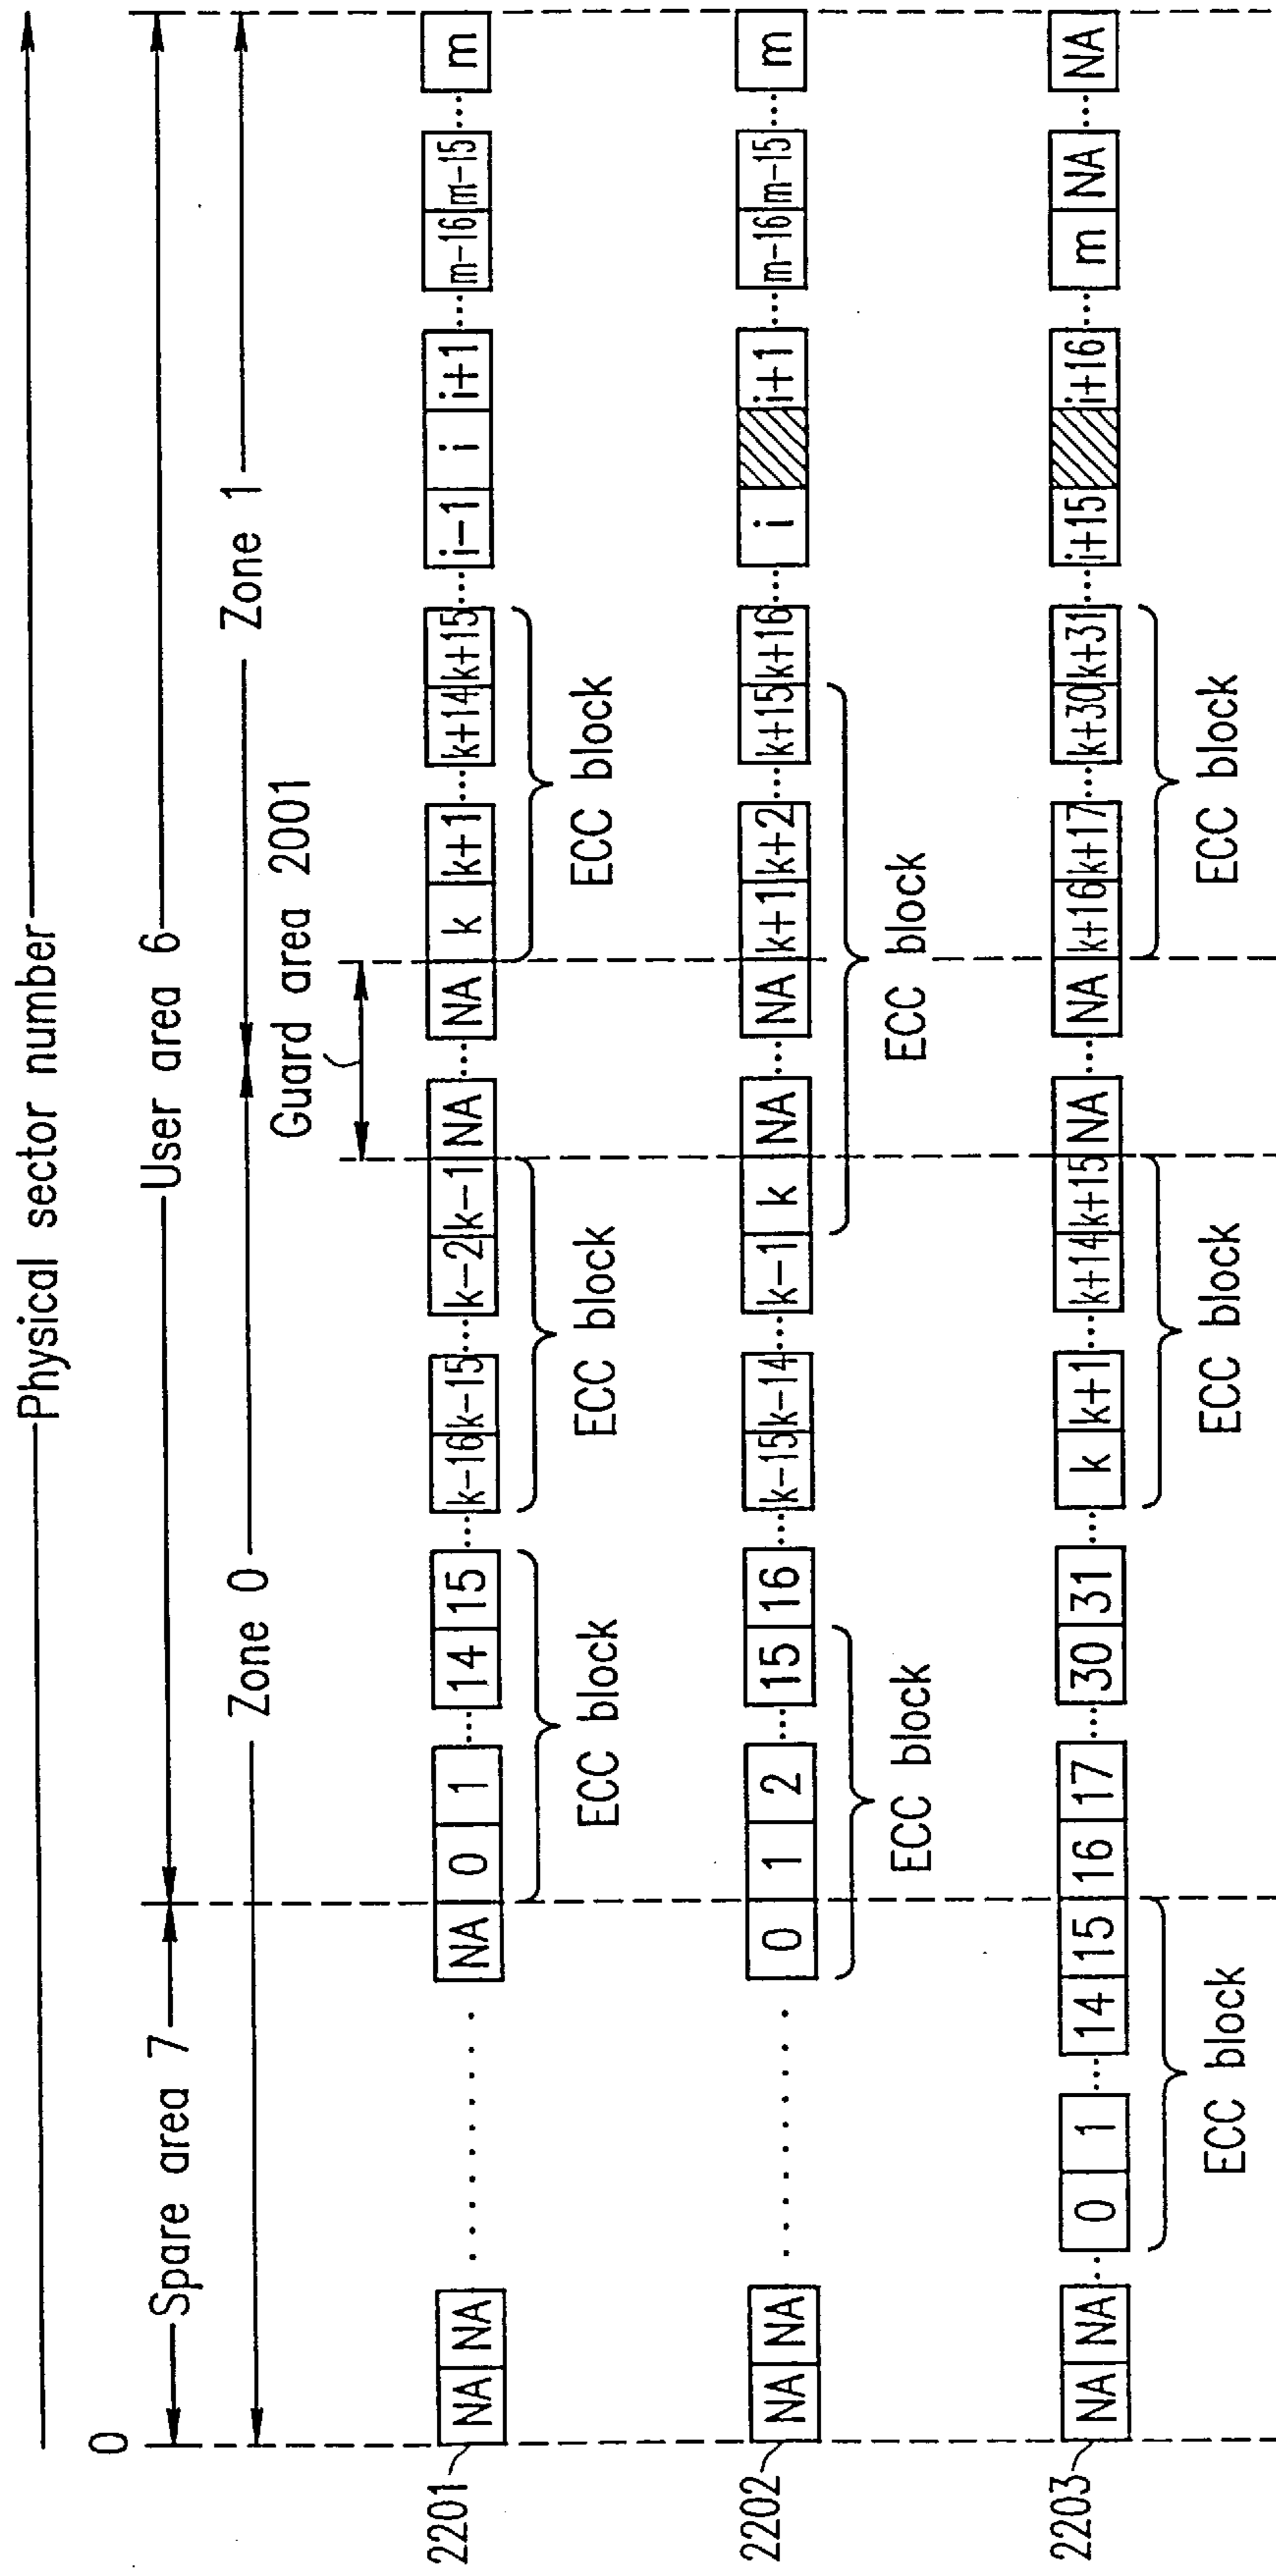 Physical sector number
0
Spare area 7 User area 6
Zone 0 Zone 1
Guard area 2001
2201 NA NA NA 0 1 14 15 k-16 k-15 k-2 k-1 NA NA k k+1 k+14 k+15 i-1 i i+1 m-16 m-15 m
ECC block ECC block ECC block
2202 NA NA 0 1 2 15 16 k-15 k-14 k-1 k NA NA k+1 k+2 k+15 k+16 i i+1 m-16 m-15 m
ECC block ECC block
2203 NA NA 0 1 14 15 16 17 30 31 k k+1 k+14 k+15 NA NA k+16 k+17 k+30 k+31 i+15 i+16 m NA NA
ECC block ECC block ECC block